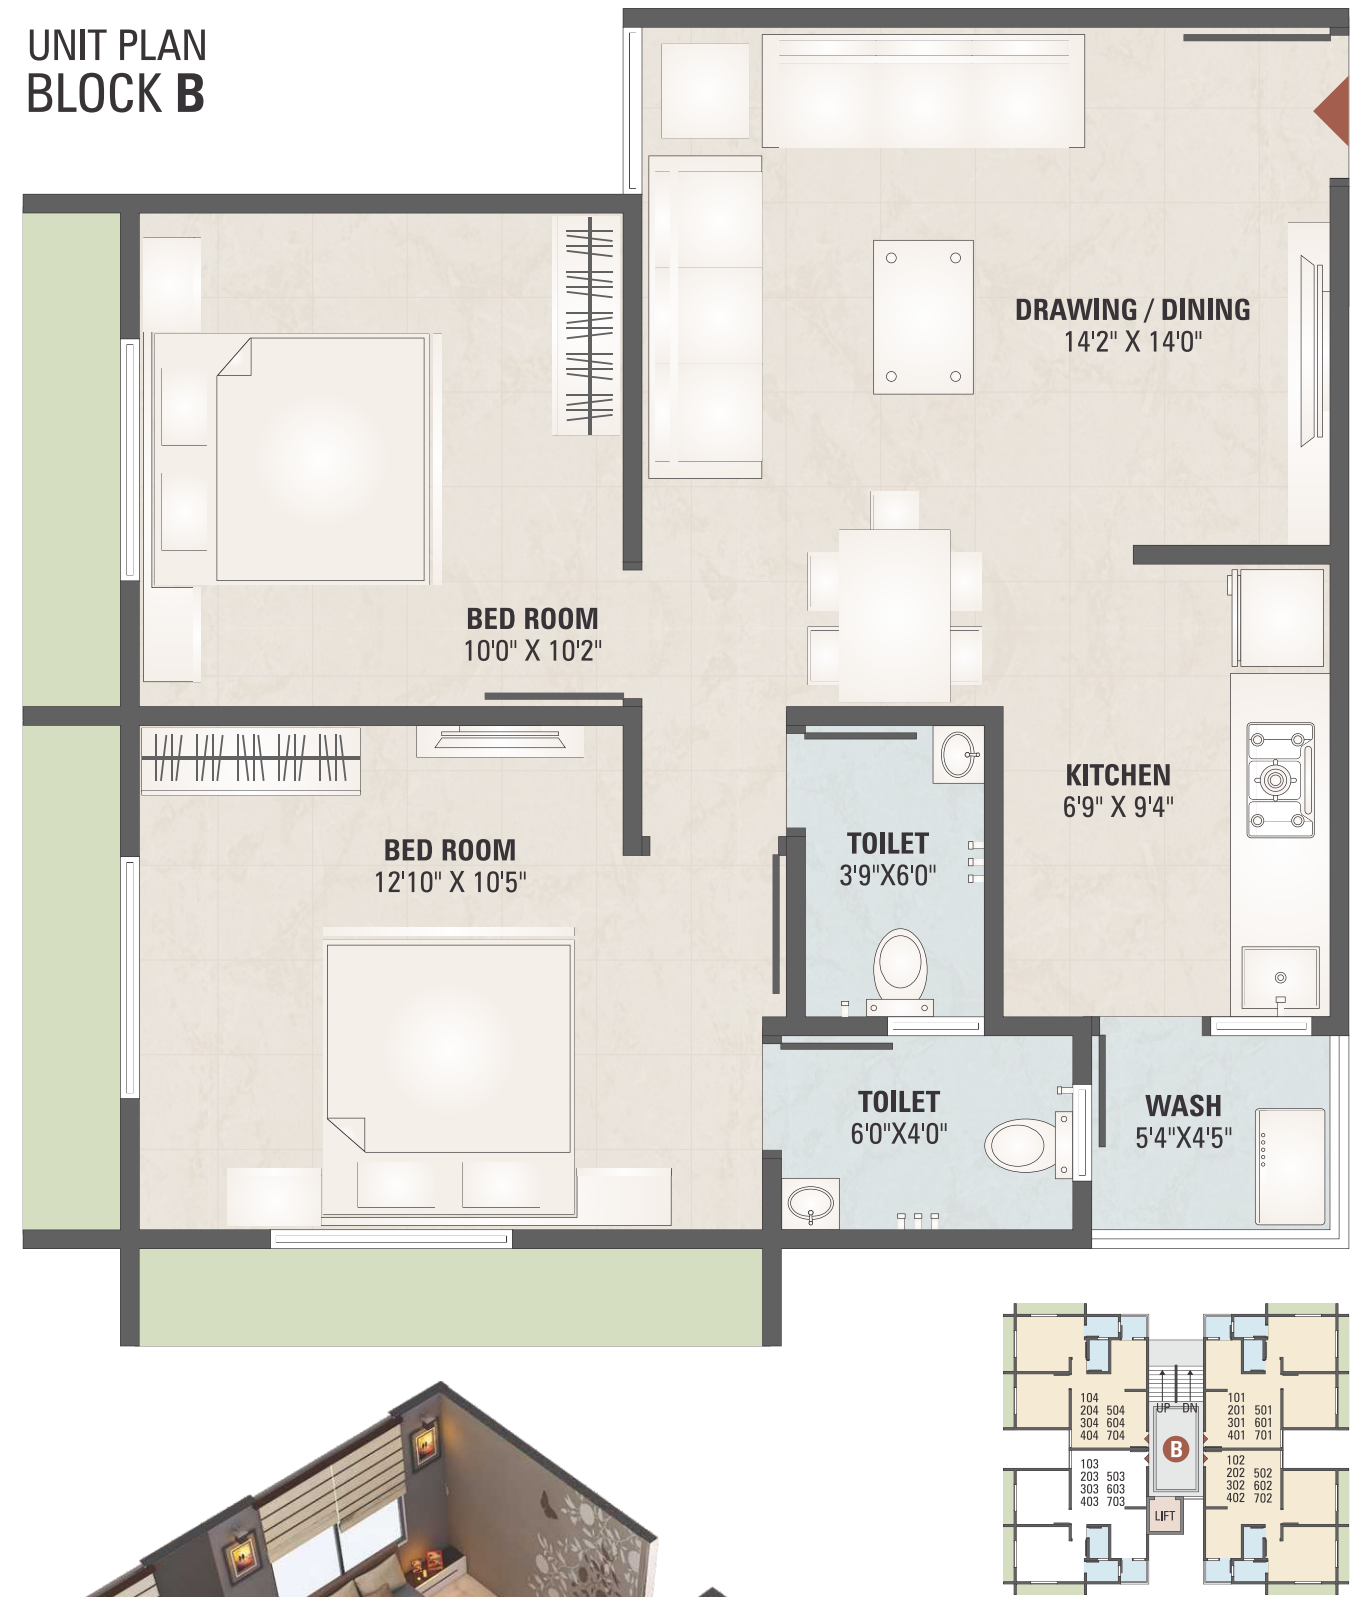 UNIT PLAN
BLOCK B
DRAWING / DINING
14'2" X 14'0"
BED ROOM
10'0" X 10'2"
BED ROOM
12'10" X 10'5"
TOILET
3'9"X6'0"
KITCHEN
6'9" X 9'4"
TOILET
6'0"X4'0"
WASH
5'4"X4'5"
104
204 504
304 604
404 704
UP DN
101
201 501
301 601
401 701
B
103
203 503
303 603
403 703
102
202 502
302 602
402 702
LIFT